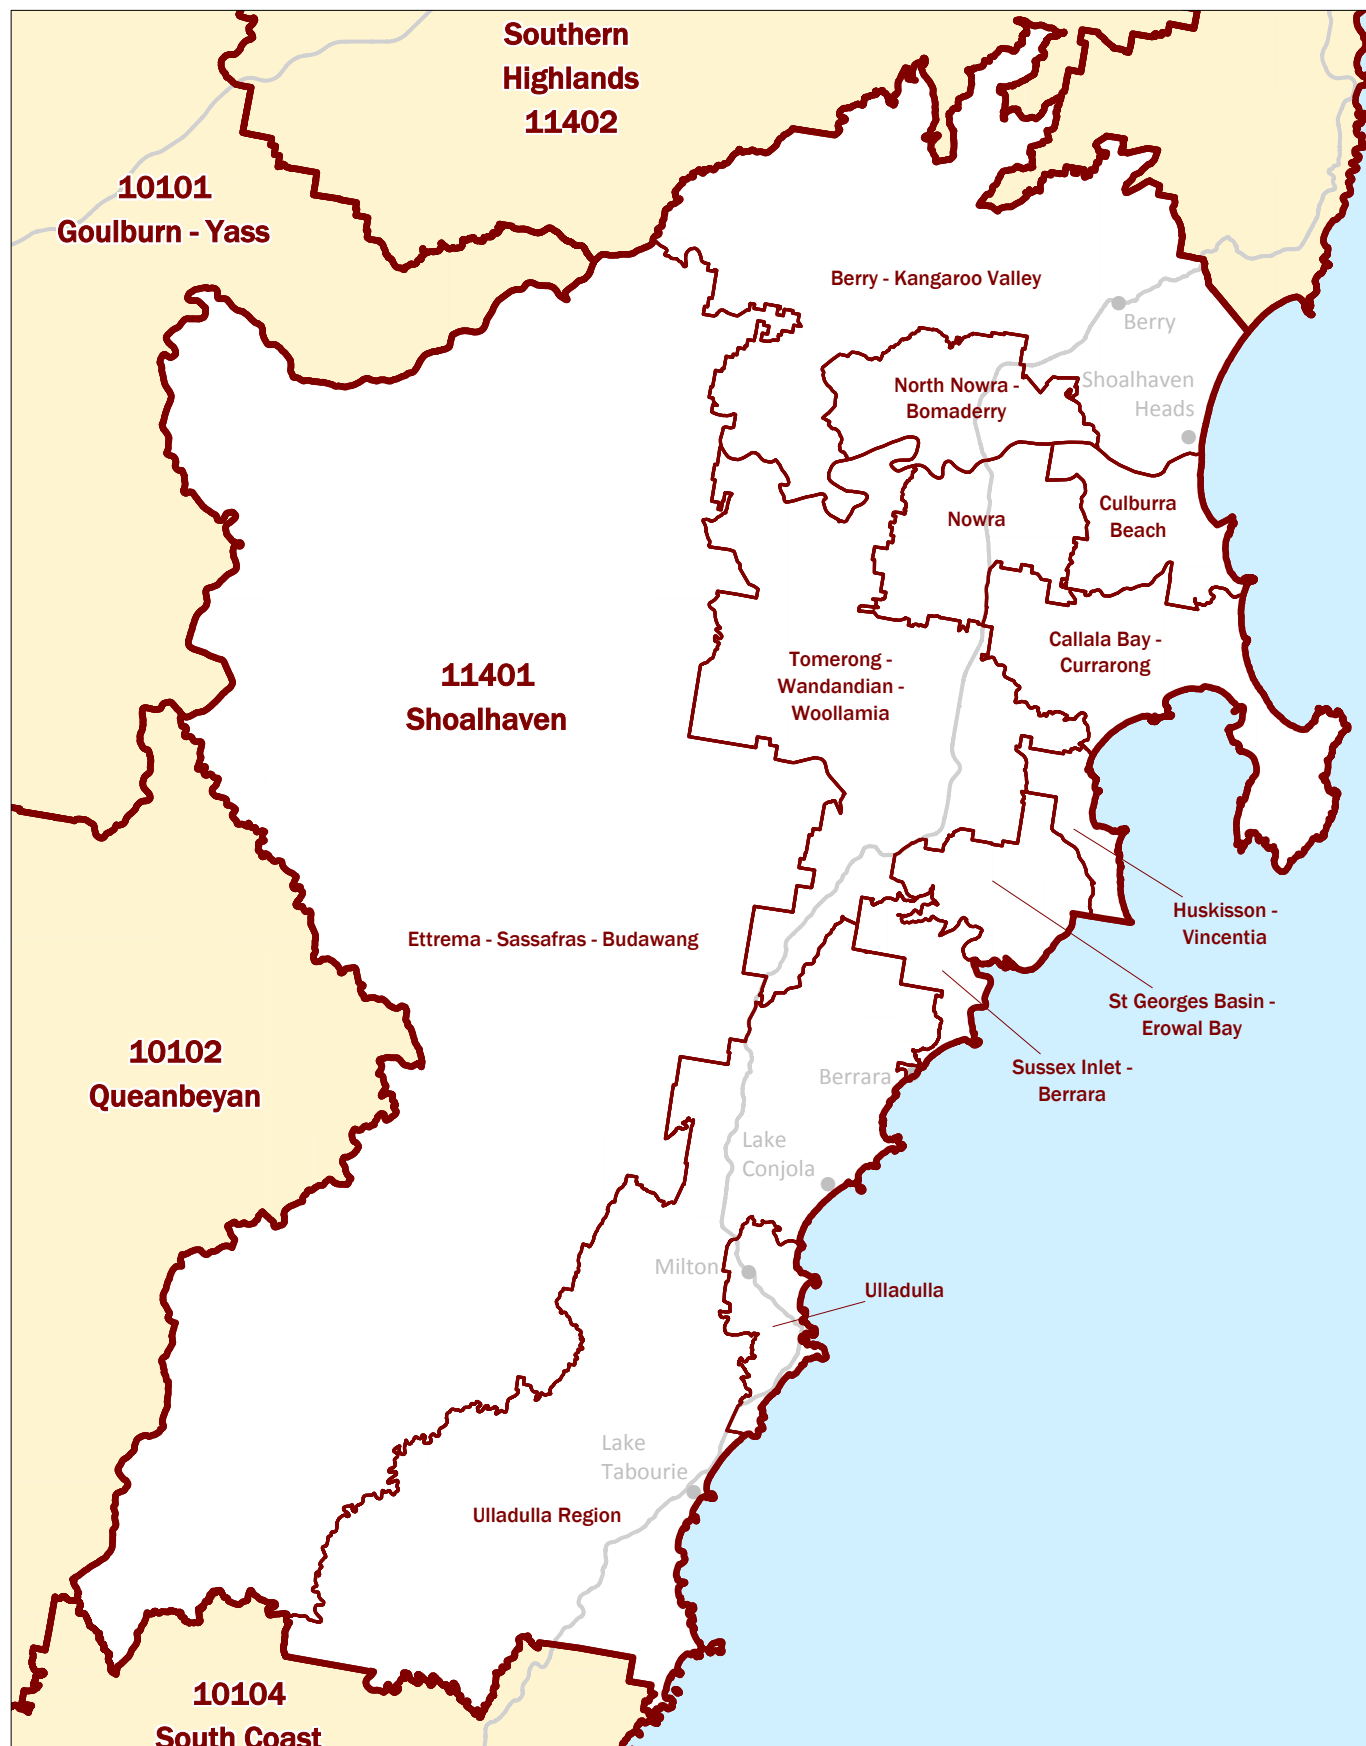 Southern
Highlands
11402
10101
Goulburn - Yass
Berry - Kangaroo Valley
Berry
Shoalhaven
Heads
North Nowra -
Bomaderry
Culburra
Beach
Nowra
Callala Bay -
Currarong
Tomerong -
Wandandian -
Woollamia
11401
Shoalhaven
Huskisson -
Vincentia
Ettrema - Sassafras - Budawang
St Georges Basin -
Erowal Bay
10102
Queanbeyan
Sussex Inlet -
Berrara
Berrara
Lake
Conjola
Milton
Ulladulla
Lake
Tabourie
Ulladulla Region
10104
South Coast